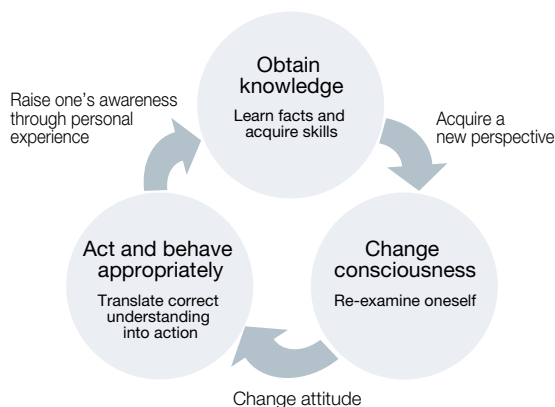 Obtain
knowledge
Learn facts and
acquire skills
Raise one's awareness
through personal
experience
Acquire a
new perspective
Act and behave
appropriately
Translate correct
understanding
into action
Change
consciousness
Re-examine oneself
Change attitude